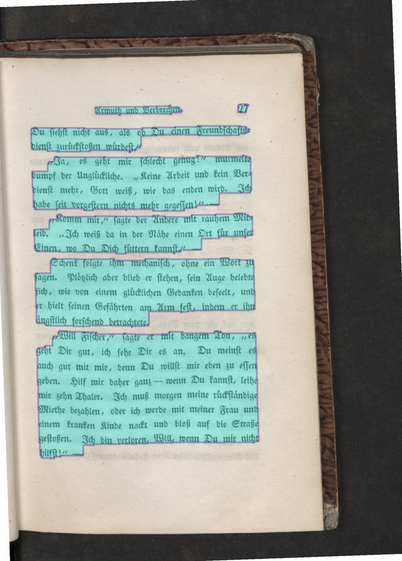 Armuth und Verbrechen. 27
Du siehst nicht aus, als ob Du einen Freundschafts-
dienst zurückstoßen würdest.“
„Ja, es geht mir schlecht genug!“ murmelte
dumpf der Unglückliche. „Keine Arbeit und kein Ver-
dienst mehr, Gott weiß, wie das enden wird. Ich
habe seit vorgestern nichts mehr gegessen!“
„Komm mit,“ sagte der Andere mit rauhem Mit-
leid. „Ich weiß da in der Nähe einen Ort für unser
Einen, wo Du Dich füttern kannst.“
Schenk folgte ihm mechanisch, ohne ein Wort zu
sagen. Plötzlich aber blieb er stehen, sein Auge belebte
sich, wie von einem glücklichen Gedanken beseelt, und
er hielt seinen Gefährten am Arm fest, indem er ihn
ängstlich forschend betrachtete.
„Will Fischer,“ sagte er mit bangem Ton, „es
geht Dir gut, ich sehe Dir es an. Du meinst es
auch gut mit mir, denn Du willst mir eben zu essen
geben. Hilf mir daher ganz — wenn Du kannst, leihe
mir zehn Thaler. Ich muß morgen meine rückständige
Miethe bezahlen, oder ich werde mit meiner Frau und
einem kranken Kinde nackt und bloß auf die Straße
gestoßen. Ich bin verloren, Will, wenn Du mir nicht
hilfst!“